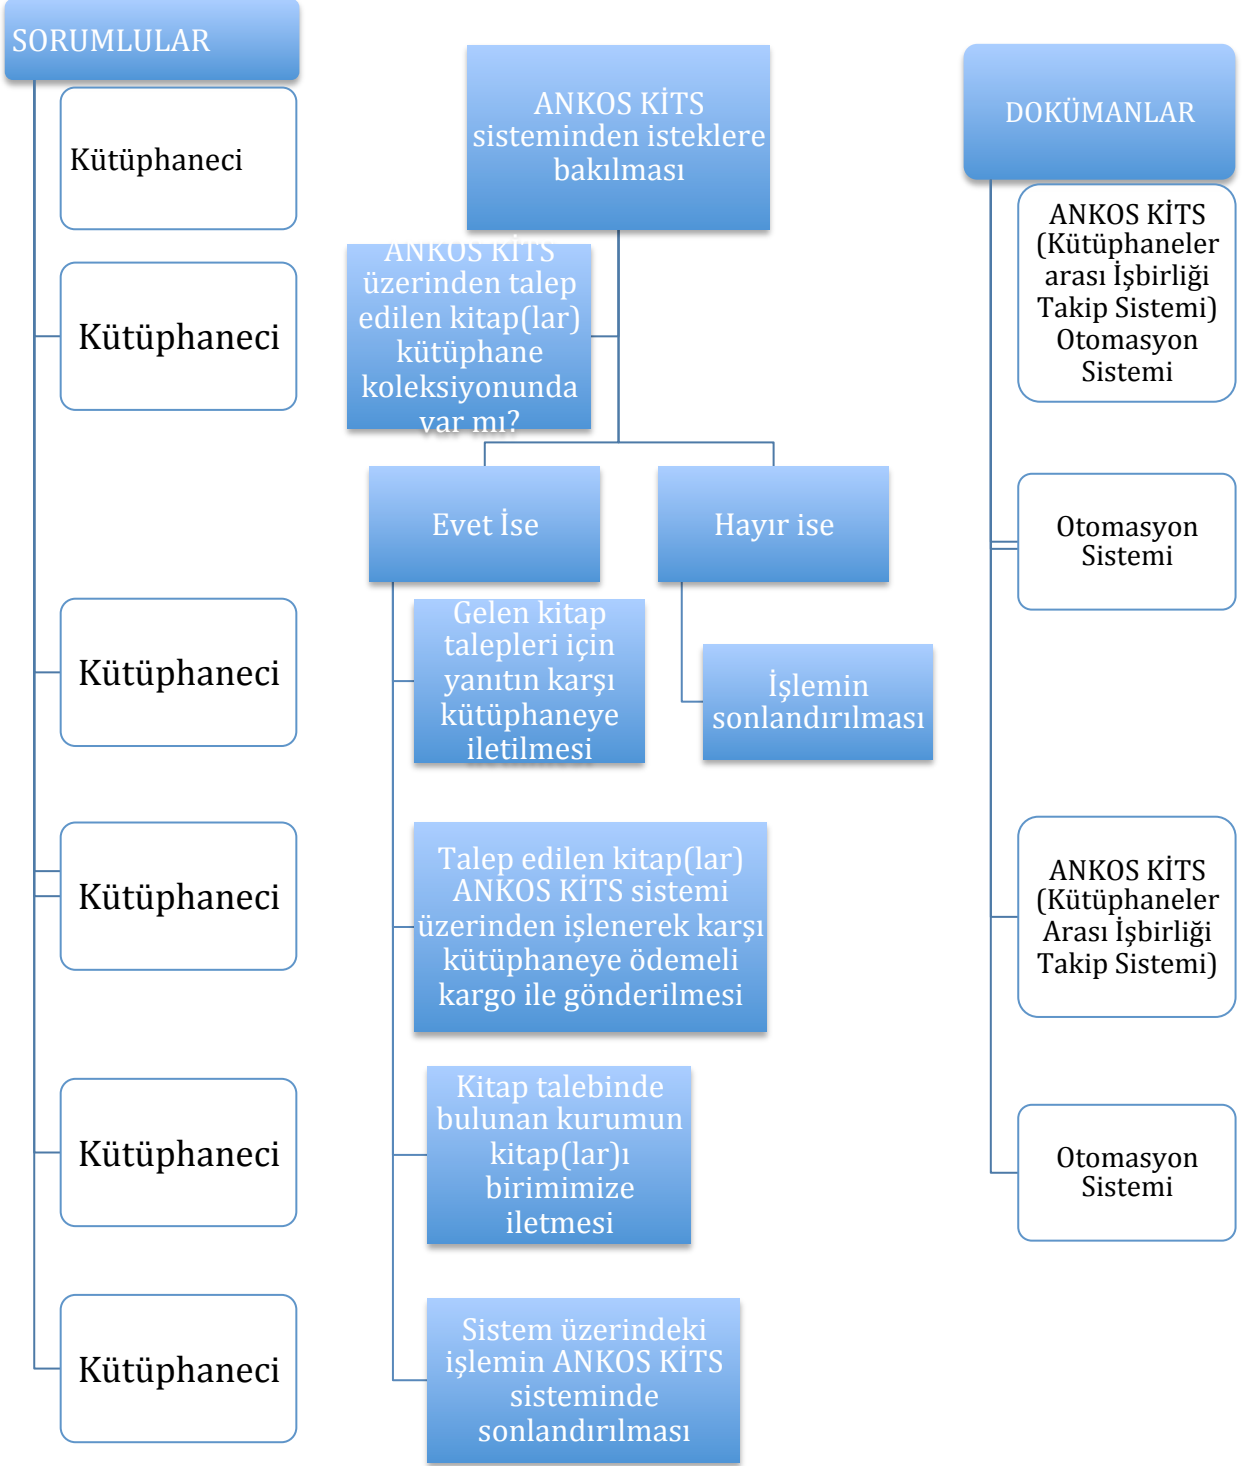 SORUMLULAR
Kütüphaneci
Kütüphaneci
Kütüphaneci
Kütüphaneci
Kütüphaneci
Kütüphaneci
ANKOS KİTS
sisteminden isteklere
bakılması
ANKOS KİTS
üzerinden talep
edilen kitap(lar)
kütüphane
koleksiyonunda
var mı?
Evet İse
Gelen kitap
talepleri için
yanıtın karşı
kütüphaneye
iletilmesi
Talep edilen kitap(lar)
ANKOS KİTS sistemi
üzerinden işlenerek karşı
kütüphaneye ödemeli
kargo ile gönderilmesi
Kitap talebinde
bulunan kurumun
kitap(lar)ı
birimimize
iletmesi
Sistem üzerindeki
işlemin ANKOS KİTS
sisteminde
sonlandırılması
Hayır ise
İşlemin
sonlandırılması
DOKÜMANLAR
ANKOS KİTS
(Kütüphaneler
arası İşbirliği
Takip Sistemi)
Otomasyon
Sistemi
Otomasyon
Sistemi
ANKOS KİTS
(Kütüphaneler
Arası İşbirliği
Takip Sistemi)
Otomasyon
Sistemi